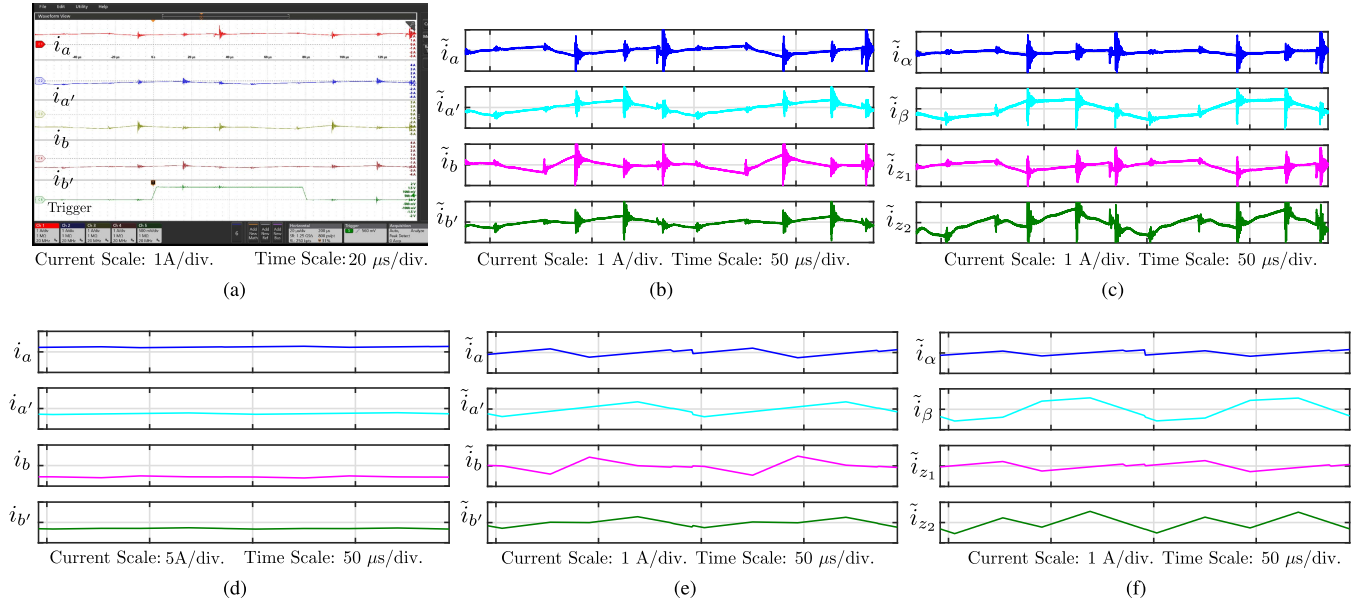 File Edit Utility Help
Waveform View
i_a
i_{a'}
i_b
i_{b'}
Trigger
Current Scale: 1A/div. Time Scale:20 μs/div.
(a)
ĩ_a
ĩ_{a'}
ĩ_b
ĩ_{b'}
Current Scale: 1 A/div. Time Scale: 50 μs/div.
(b)
ĩ_α
ĩ_β
ĩ_{z_1}
ĩ_{z_2}
Current Scale: 1 A/div. Time Scale: 50 μs/div.
(c)
i_a
i_{a'}
i_b
i_{b'}
Current Scale: 5A/div. Time Scale: 50 μs/div.
(d)
ĩ_a
ĩ_{a'}
ĩ_b
ĩ_{b'}
Current Scale: 1 A/div. Time Scale: 50 μs/div.
(e)
ĩ_α
ĩ_β
ĩ_{z_1}
ĩ_{z_2}
Current Scale: 1 A/div. Time Scale: 50 μs/div.
(f)